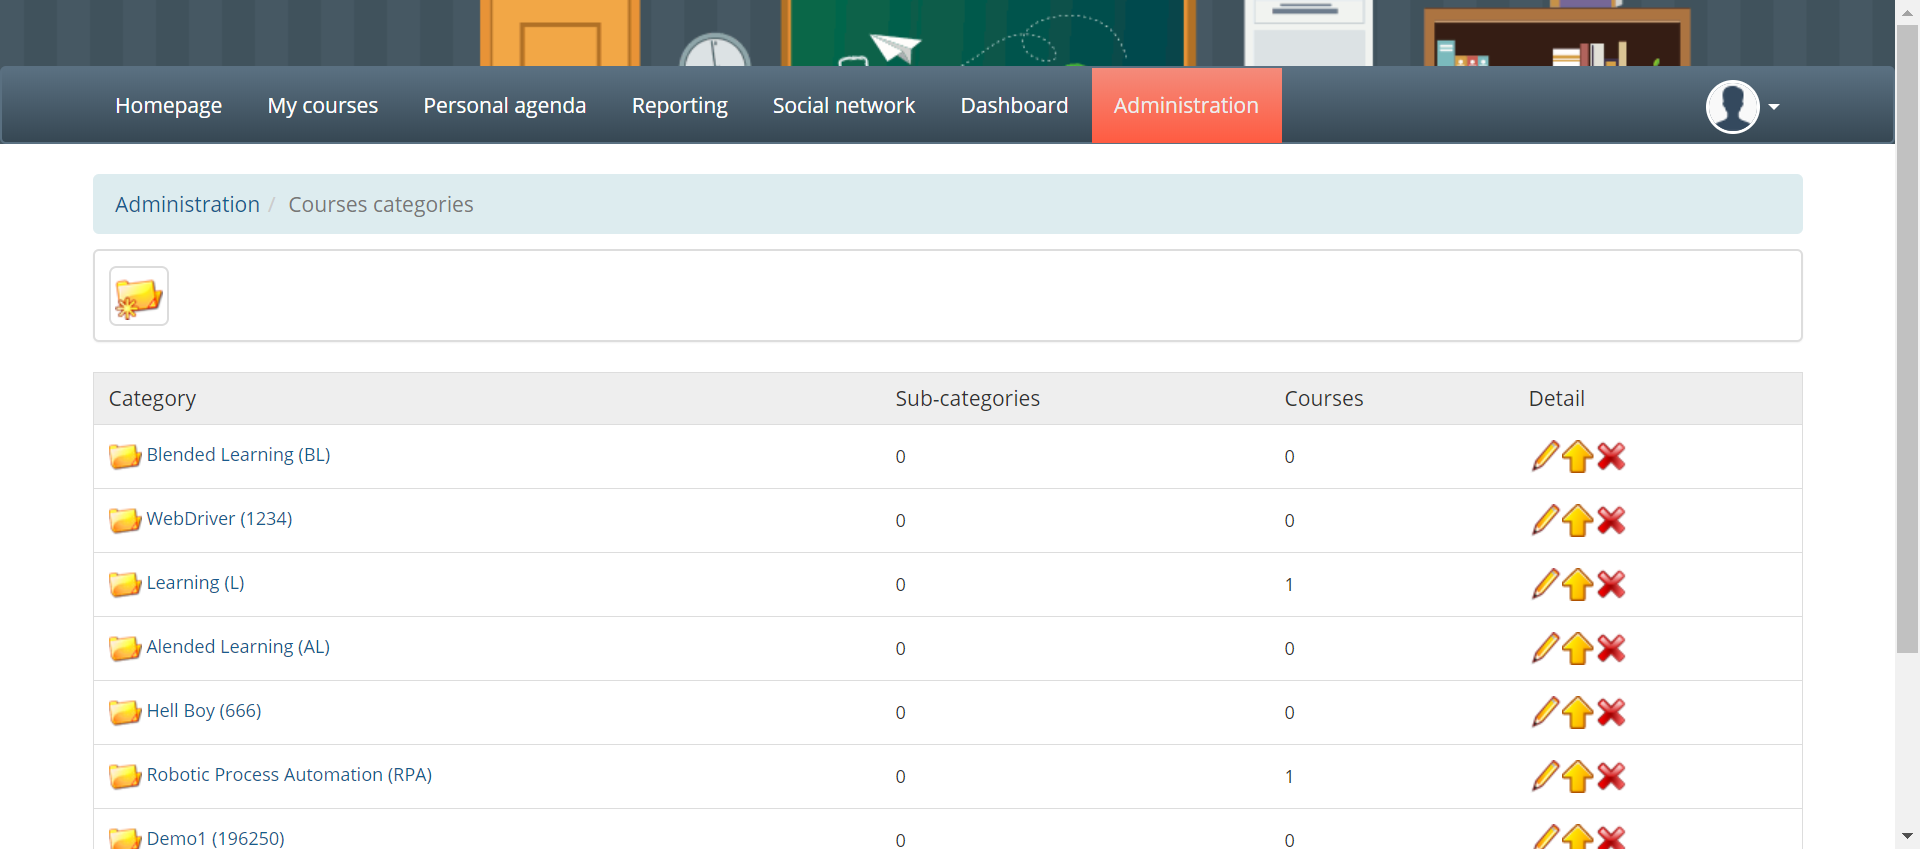 Homepage My courses Personal agenda Reporting Social network Dashboard Administration
Administration / Courses categories
Category Sub-categories Courses Detail
Blended Learning (BL) 0 0
WebDriver (1234) 0 0
Learning (L) 0 1
Alended Learning (AL) 0 0
Hell Boy (666) 0 0
Robotic Process Automation (RPA) 0 1
Demo1 (196250) 0 0